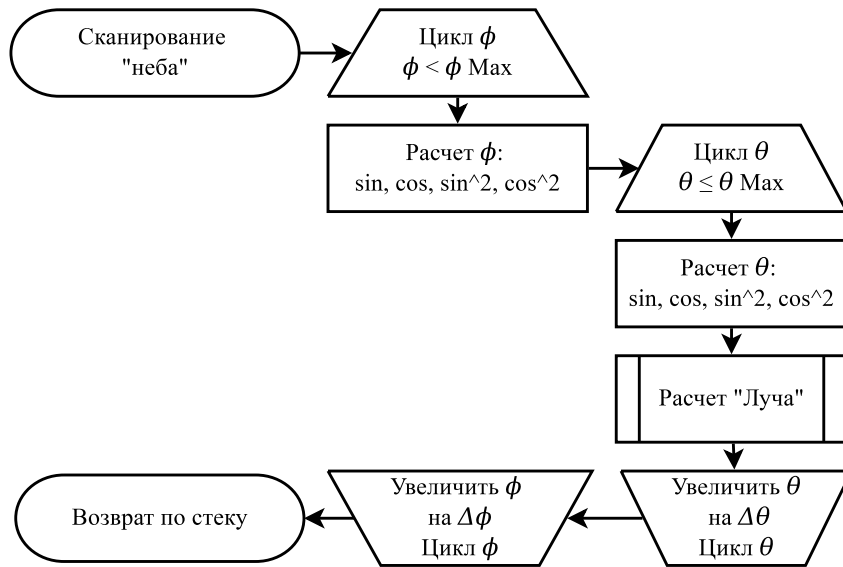 Сканирование
"неба"
Цикл ϕ
ϕ < ϕ Max
Расчет ϕ:
sin, cos, sin^2, cos^2
Цикл θ
θ ≤ θ Max
Расчет θ:
sin, cos, sin^2, cos^2
Расчет "Луча"
Увеличить θ
на Δθ
Цикл θ
Увеличить ϕ
на Δϕ
Цикл ϕ
Возврат по стеку